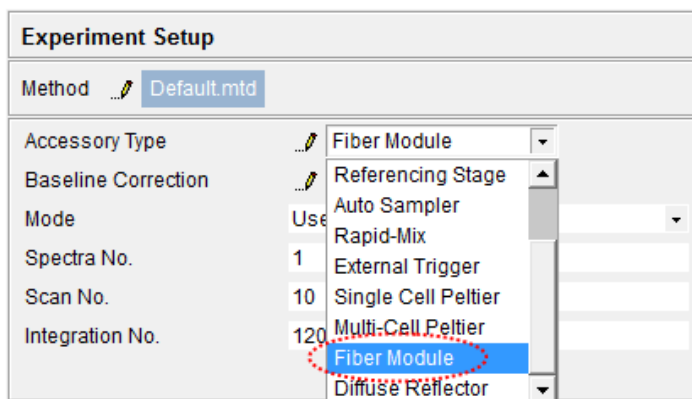 Experiment Setup
Method Default.mtd
Accessory Type Fiber Module
Baseline Correction Referencing Stage
Auto Sampler
Mode Use
Rapid-Mix
Spectra No. 1 External Trigger
Scan No. 10 Single Cell Peltier
Integration No. 120 Multi-Cell Peltier
Fiber Module
Diffuse Reflector